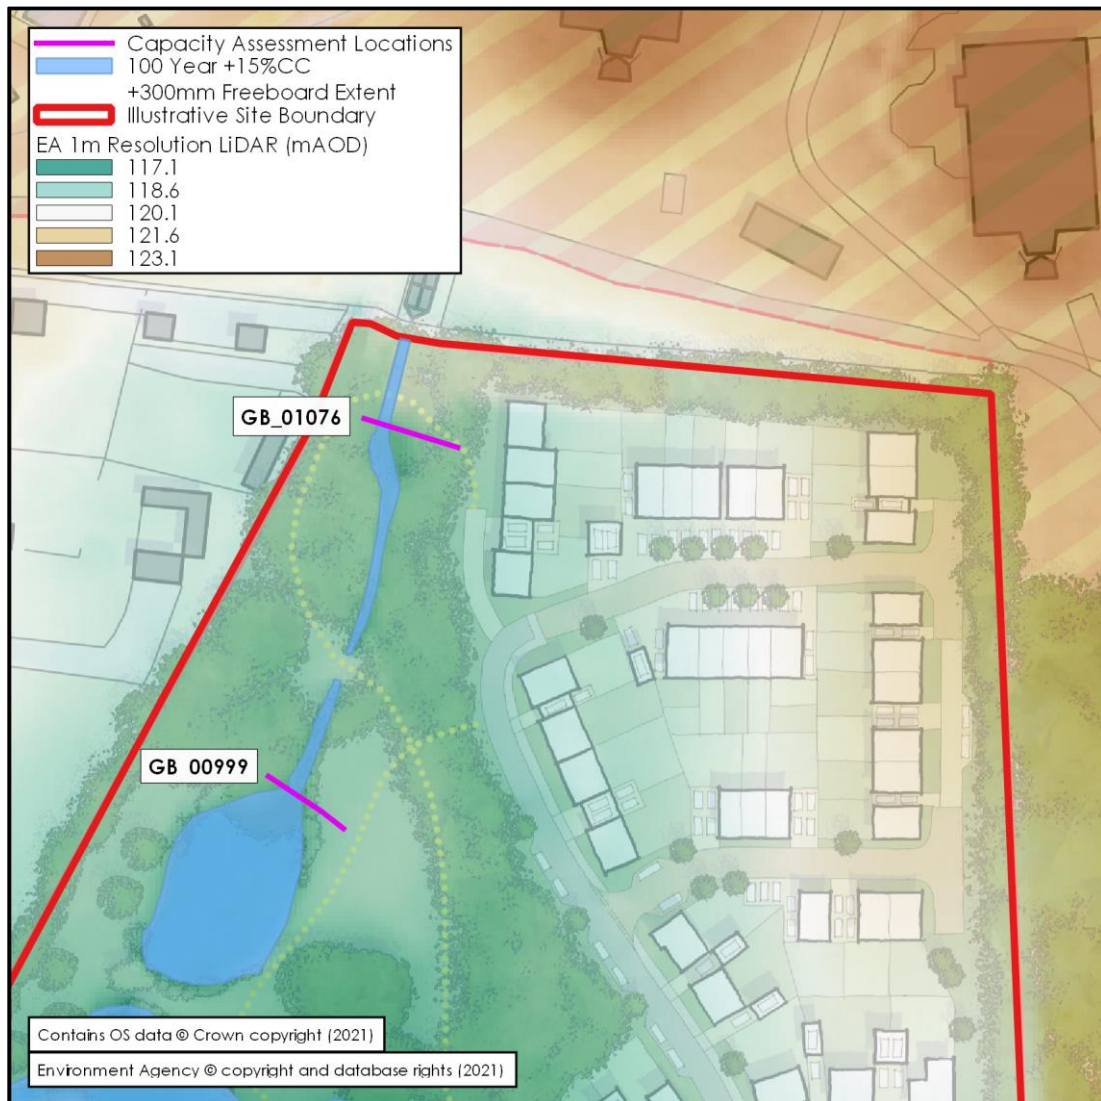 Capacity Assessment Locations
100 Year +15%CC
+300mm Freeboard Extent
Illustrative Site Boundary
EA 1m Resolution LiDAR (mAOD)
117.1
118.6
120.1
121.6
123.1
GB_01076
GB_00999
Contains OS data © Crown copyright (2021)
Environment Agency © copyright and database rights (2021)